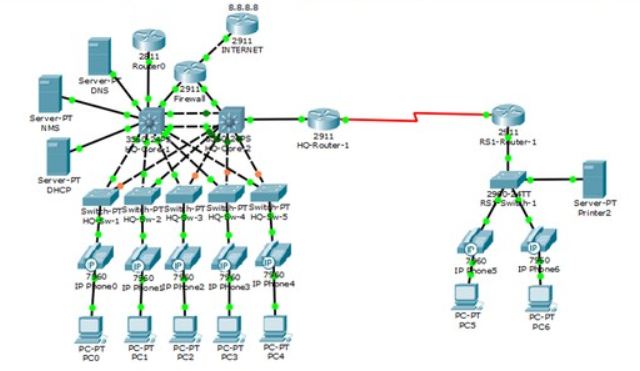 8.8.8.8
2911
INTERNET
2811
Router0
2911
Firewall
Server-PT
DNS
Server-PT
NMS
Server-PT
DHCP
HQ-Core-1
HQ-Core-2
2911
HQ-Router-1
2911
RS1-Router-1
2960-24TT
RS1-Switch-1
Server-PT
Printer2
Switch-PT
HQ-Sw-1
Switch-PT
HQ-Sw-2
Switch-PT
HQ-Sw-3
Switch-PT
HQ-Sw-4
Switch-PT
HQ-Sw-5
7960
IP Phone0
7960
IP Phone1
7960
IP Phone2
7960
IP Phone3
7960
IP Phone4
7960
IP Phone5
7960
IP Phone6
PC-PT
PC0
PC-PT
PC1
PC-PT
PC2
PC-PT
PC3
PC-PT
PC4
PC-PT
PC5
PC-PT
PC6